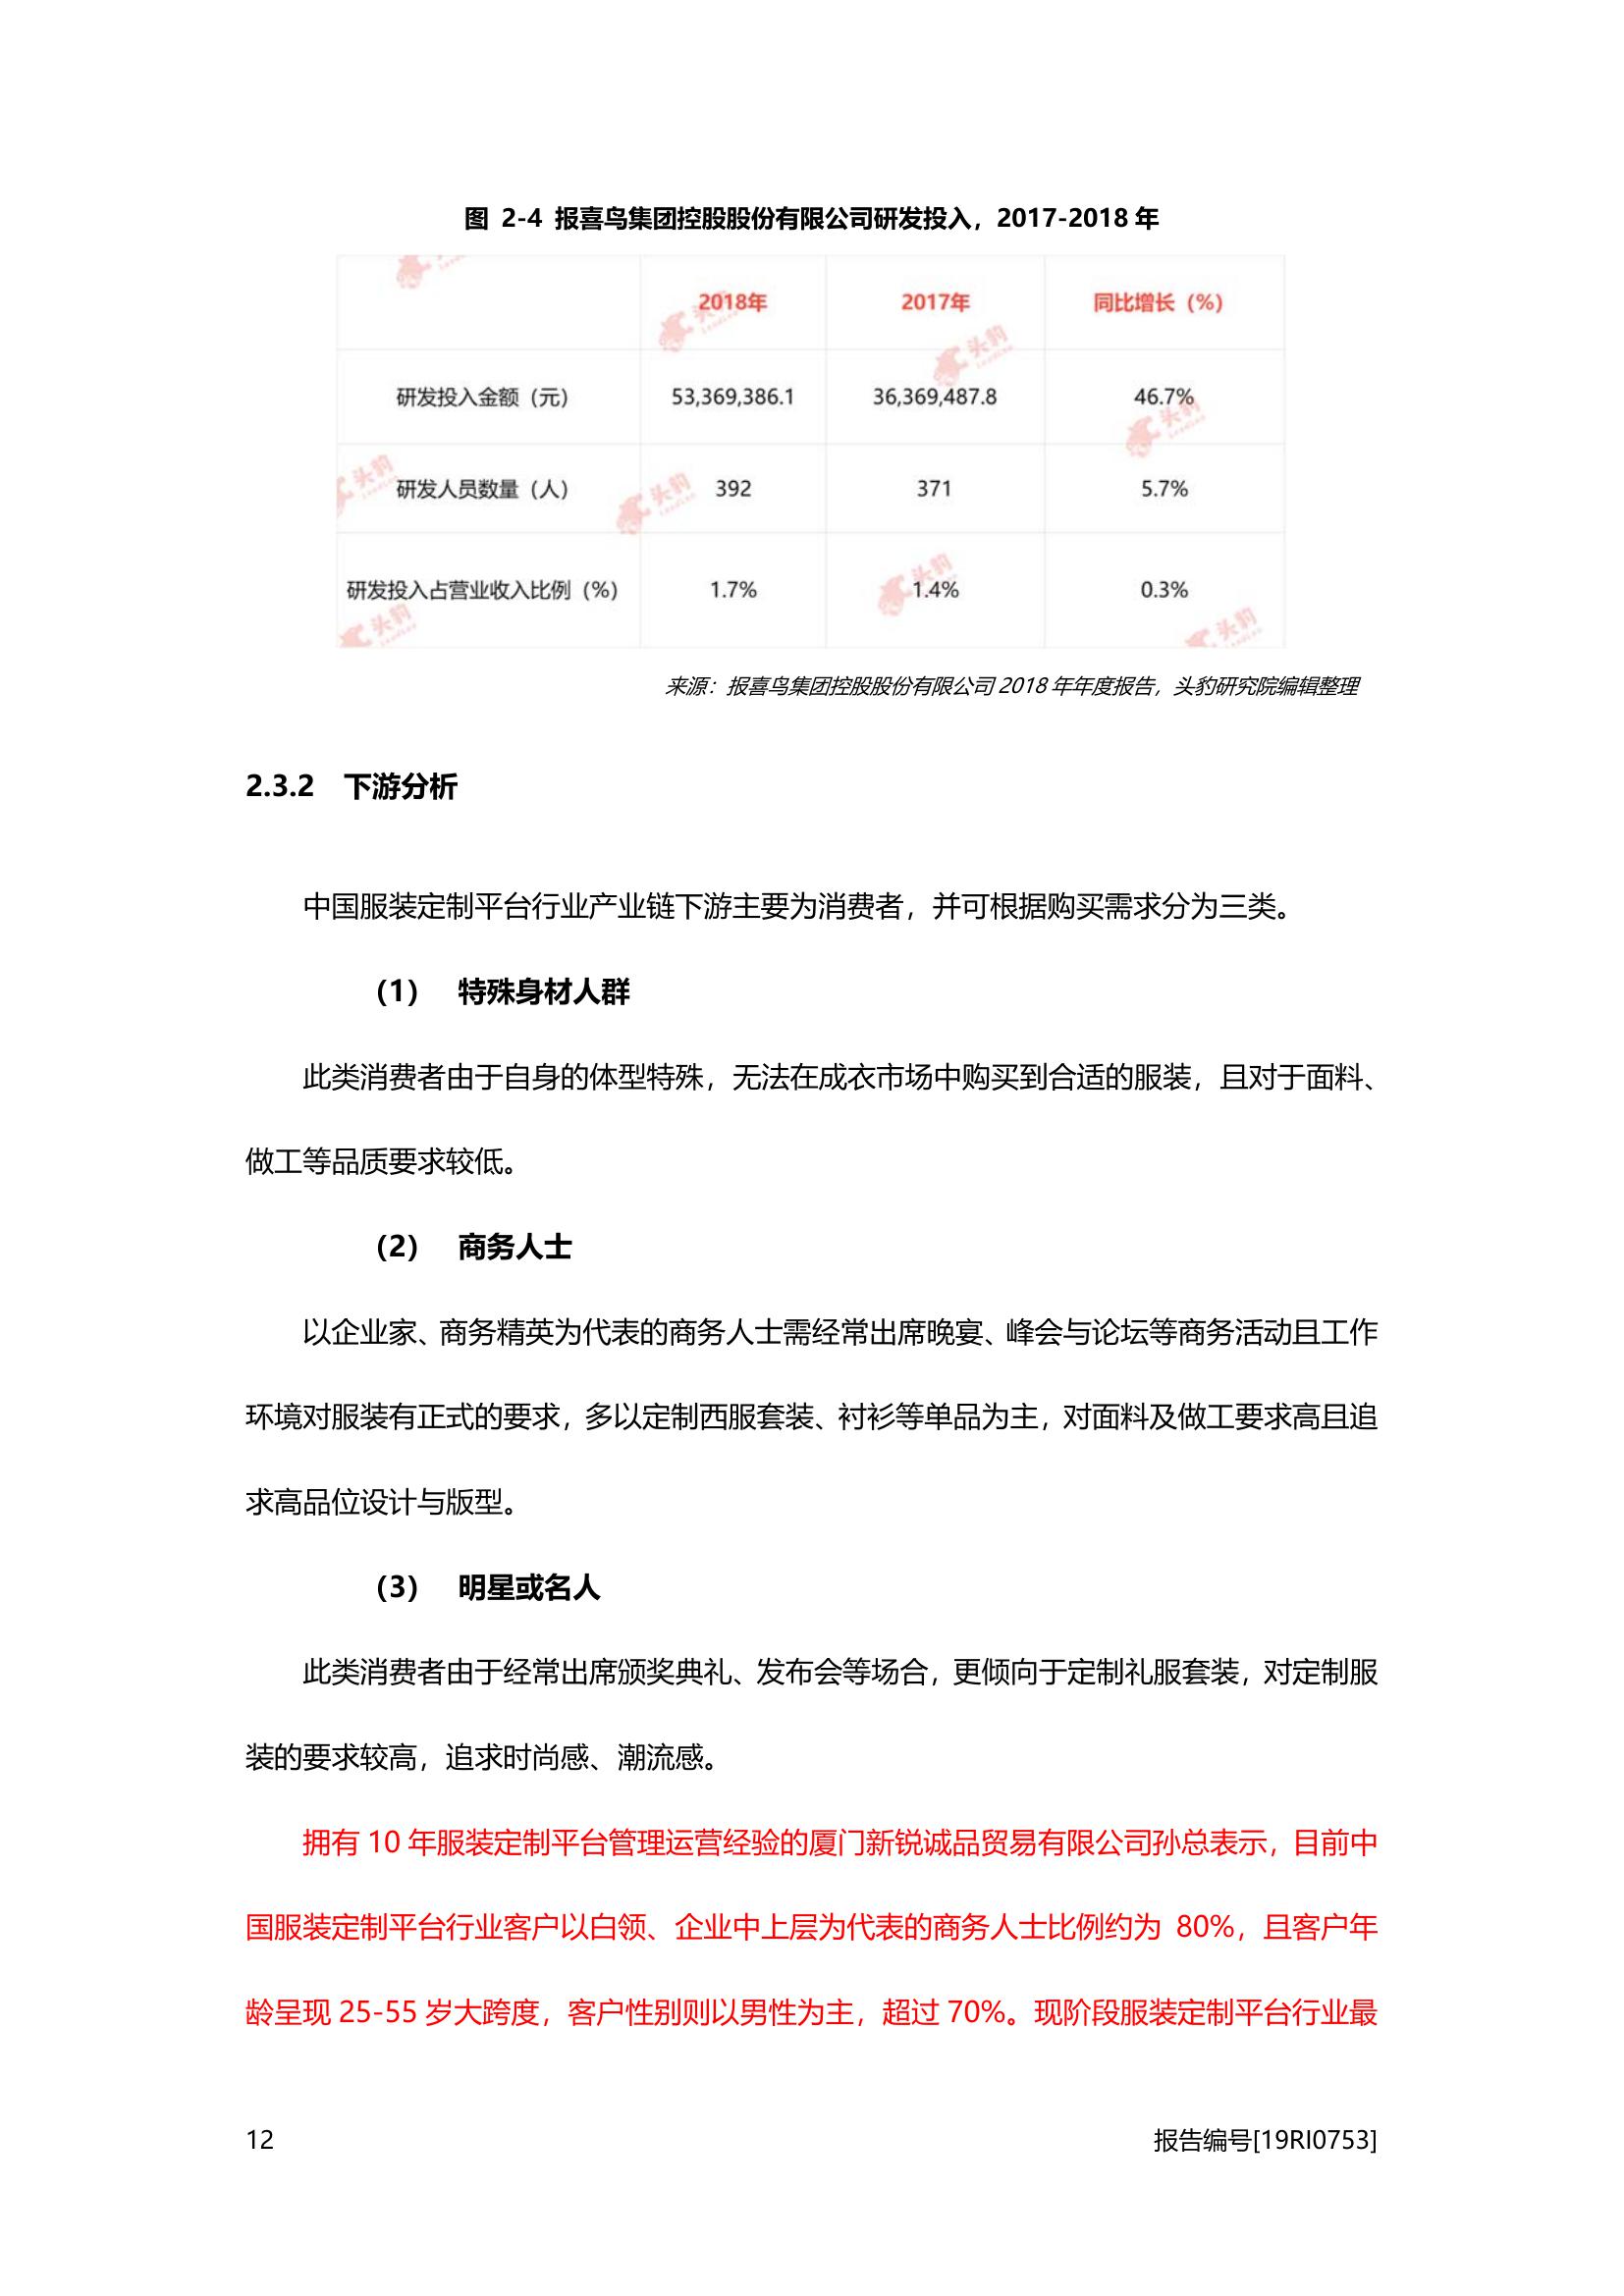 图 2-4 报喜鸟集团控股股份有限公司研发投入，2017-2018 年
2018年 2017年 同比增长（%）
研发投入金额（元） 53,369,386.1 36,369,487.8 46.7%
研发人员数量（人） 392 371 5.7%
研发投入占营业收入比例（%） 1.7% 1.4% 0.3%
来源：报喜鸟集团控股股份有限公司 2018 年年度报告，头豹研究院编辑整理
2.3.2 下游分析
中国服装定制平台行业产业链下游主要为消费者，并可根据购买需求分为三类。
（1） 特殊身材人群
此类消费者由于自身的体型特殊，无法在成衣市场中购买到合适的服装，且对于面料、
做工等品质要求较低。
（2） 商务人士
以企业家、商务精英为代表的商务人士需经常出席晚宴、峰会与论坛等商务活动且工作
环境对服装有正式的要求，多以定制西服套装、衬衫等单品为主，对面料及做工要求高且追
求高品位设计与版型。
（3） 明星或名人
此类消费者由于经常出席颁奖典礼、发布会等场合，更倾向于定制礼服套装，对定制服
装的要求较高，追求时尚感、潮流感。
拥有 10 年服装定制平台管理运营经验的厦门新锐诚品贸易有限公司孙总表示，目前中
国服装定制平台行业客户以白领、企业中上层为代表的商务人士比例约为 80%，且客户年
龄呈现 25-55 岁大跨度，客户性别则以男性为主，超过 70%。现阶段服装定制平台行业最
12 报告编号[19RI0753]